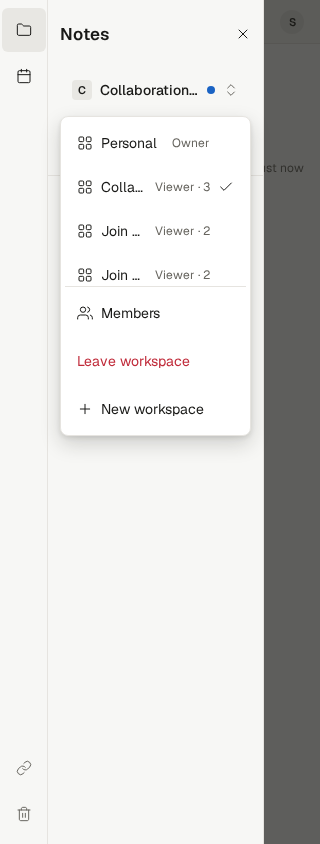 Notes
S
C Collaboration...
Personal Owner
Colla... Viewer · 3
just now
Join ... Viewer · 2
Join ... Viewer · 2
Members
Leave workspace
New workspace